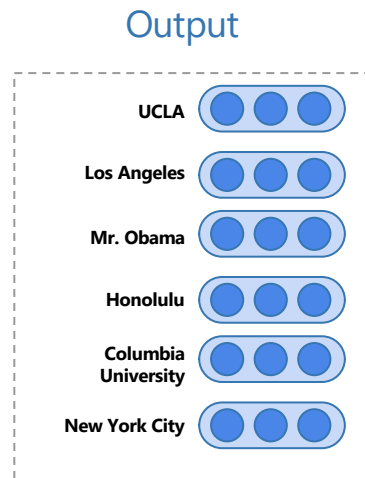 Output
UCLA
Los Angeles
Mr. Obama
Honolulu
Columbia
University
New York City